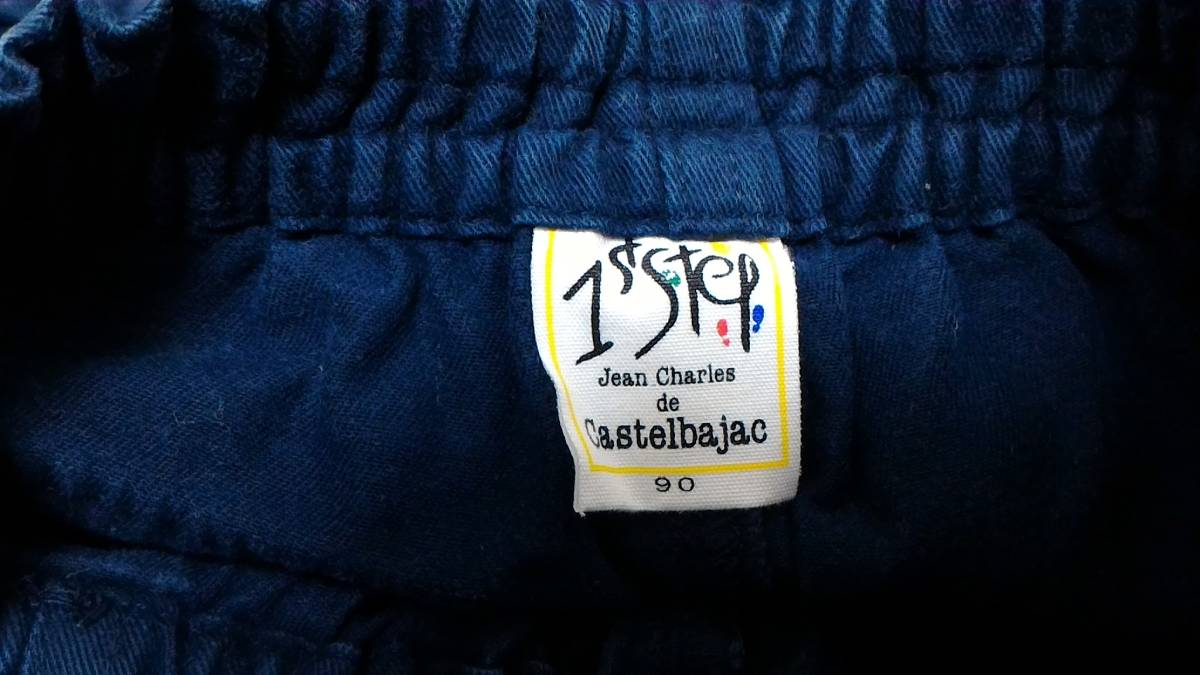 1st Step
Jean Charles
de
Castelbajac
90